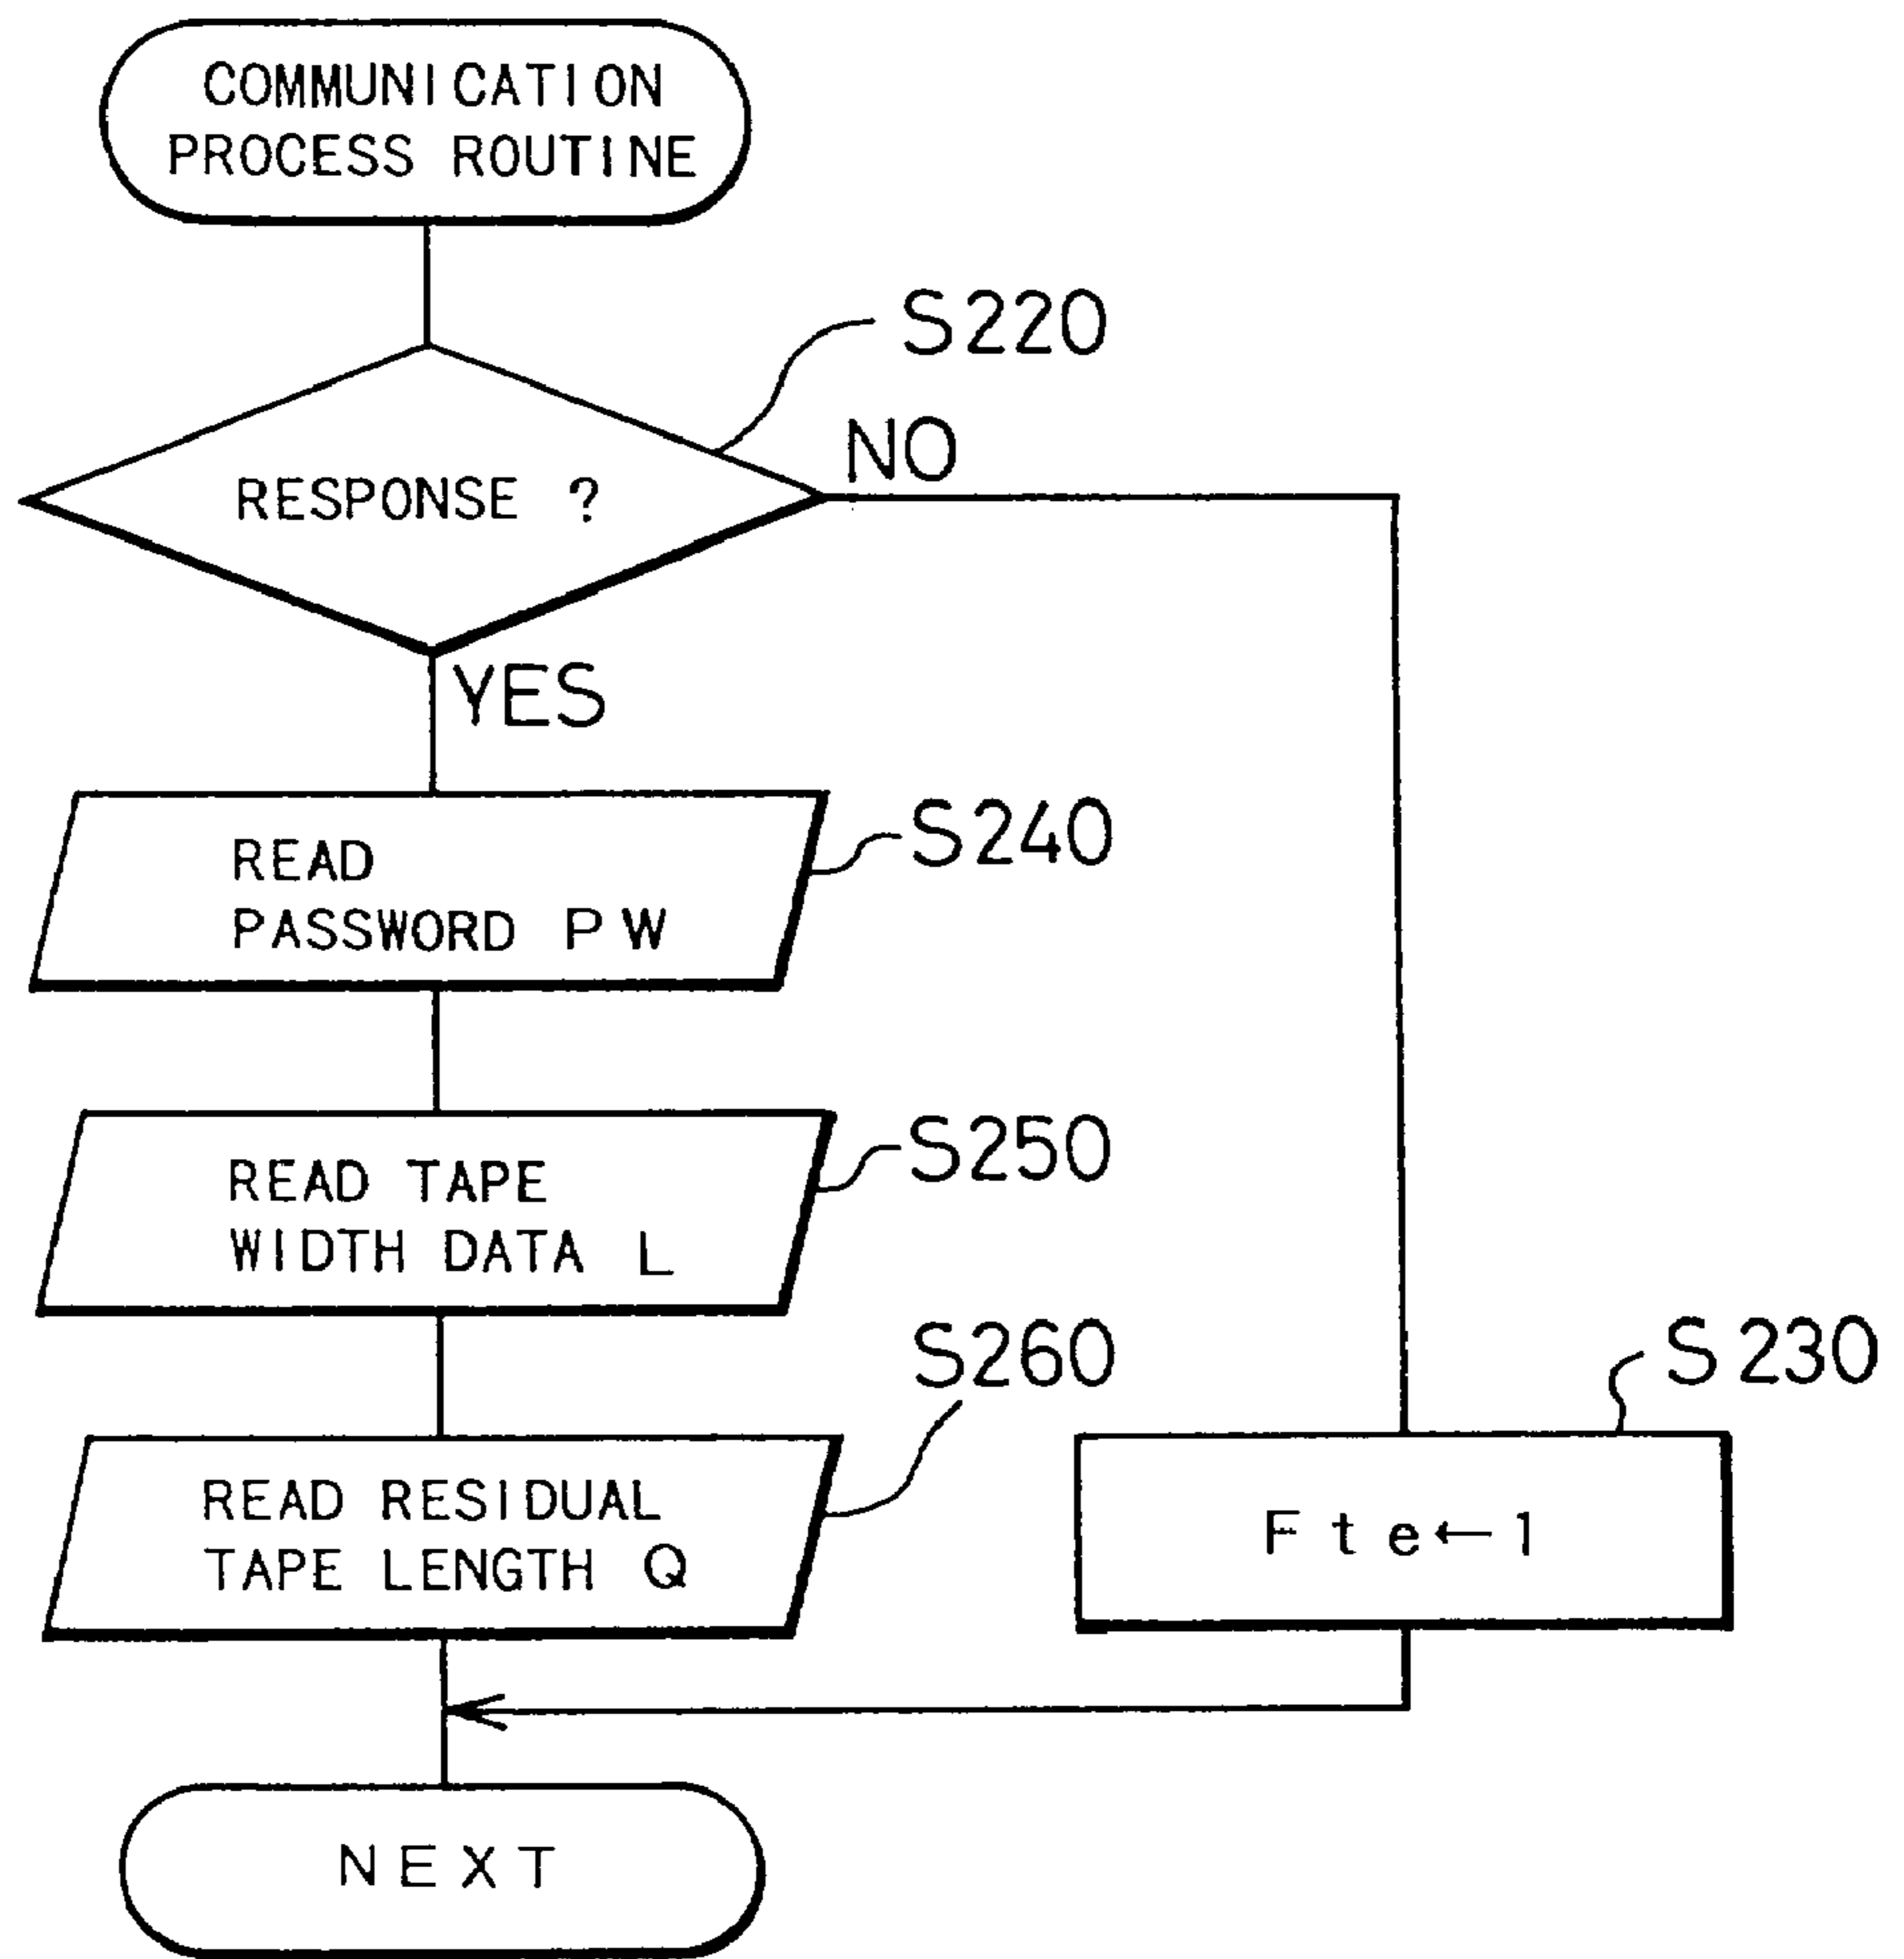 COMMUNICATION
PROCESS ROUTINE
S220
NO
RESPONSE ?
YES
S240
READ
PASSWORD PW
S250
READ TAPE
WIDTH DATA L
S260
S230
READ RESIDUAL
TAPE LENGTH Q
Fte←1
NEXT